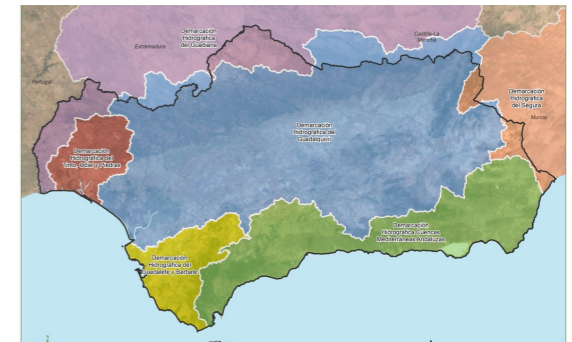 Demarcación
Hidrográfica
del Guadiana
Extremadura
Castilla-La
Mancha
Portugal
Demarcación
Hidrográfica
del Segura
Murcia
Demarcación
Hidrográfica del
Guadalquivir
Demarcación
Hidrográfica del
Tinto, Odiel y Piedras
Demarcación
Hidrográfica Cuencas
Mediterráneas Andaluzas
Demarcación
Hidrográfica del
Guadalete y Barbate